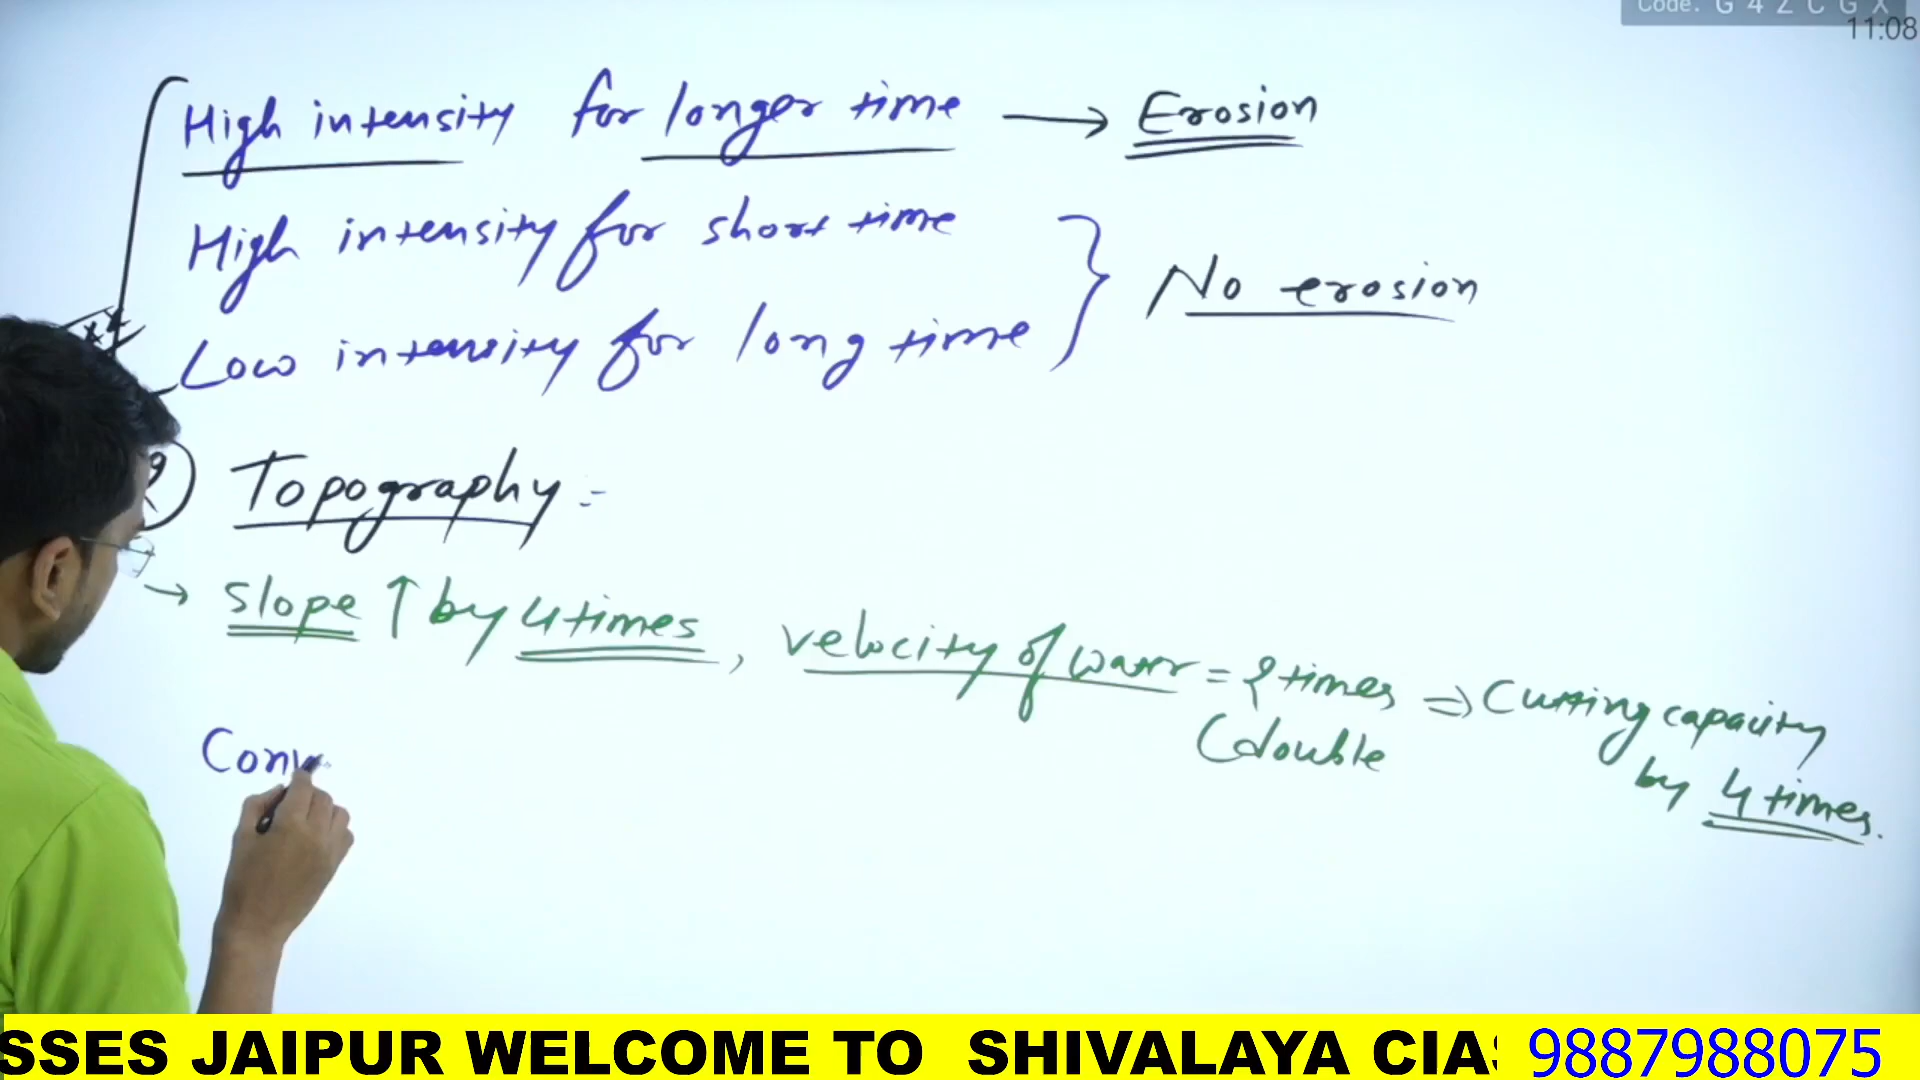 Code: G 4 Z C G X
11:08
High intensity for longer time → Erosion
High intensity for short time
No erosion
Low intensity for long time
2) Topography =
→ slope ↑ by 4 times, velocity of water = 2 times ⇒ Cutting capacity
(double
by 4 times.
Conv
SSES JAIPUR WELCOME TO SHIVALAYA CIAS 9887988075